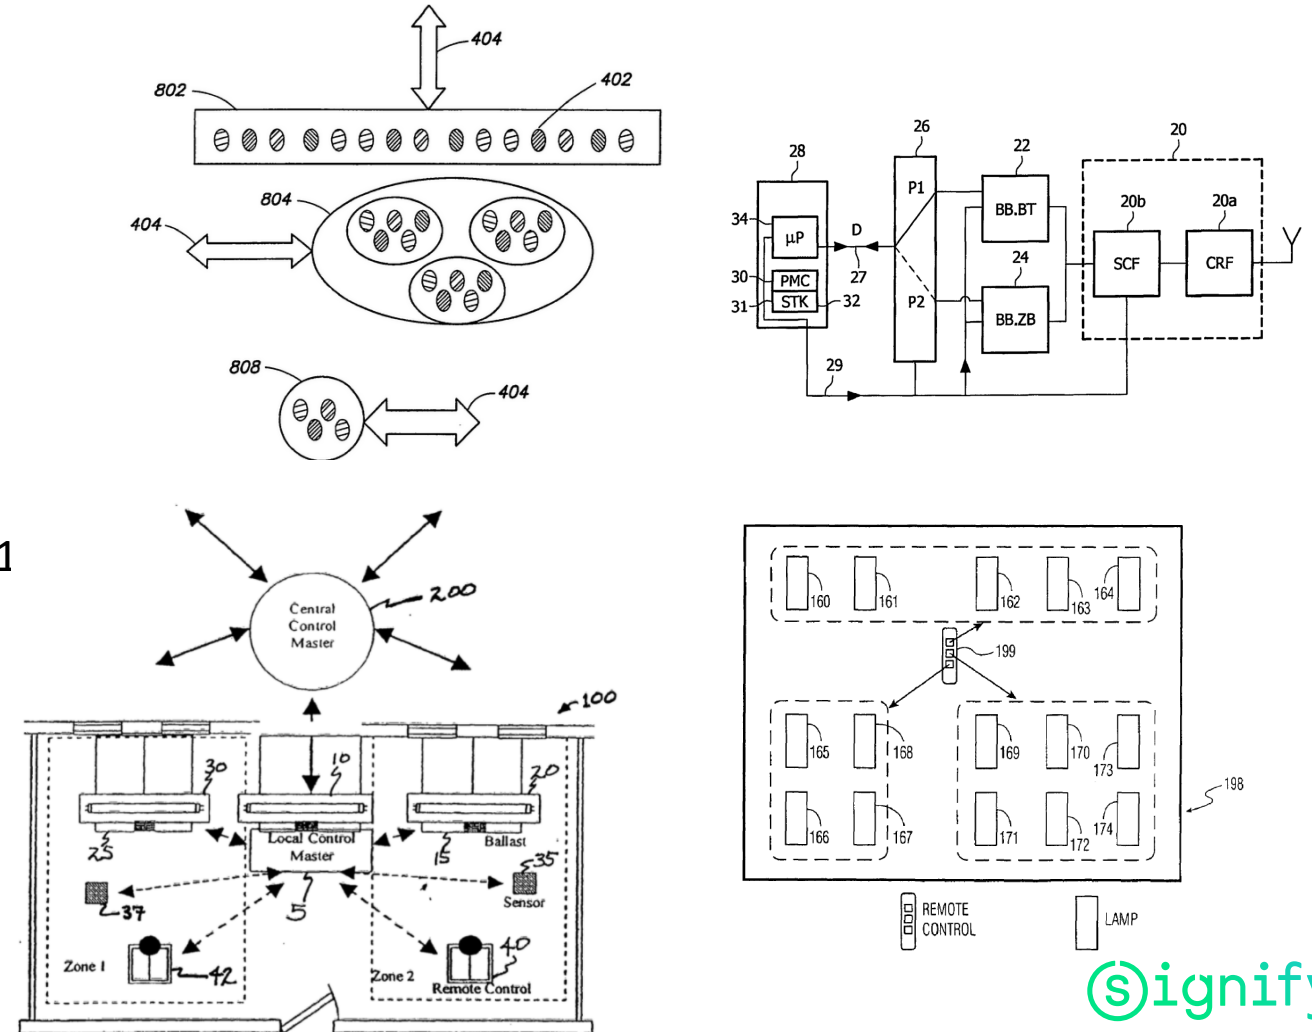 404
802
402
804
404
808
404
26
20
28
22
P1
BB.BT
20b
20a
34
µP
D
SCF
CRF
24
30
PMC
27
31
STK
32
P2
BB.ZB
29
1
Central
Control
Master
200
100
30
10
20
Local Control
Master
25
15
Ballast
5
35
37
Sensor
Zone 1
42
Zone 2
40
Remote Control
160
161
162
163
164
199
165
168
169
170
173
166
167
171
172
174
198
REMOTE
CONTROL
LAMP
signify